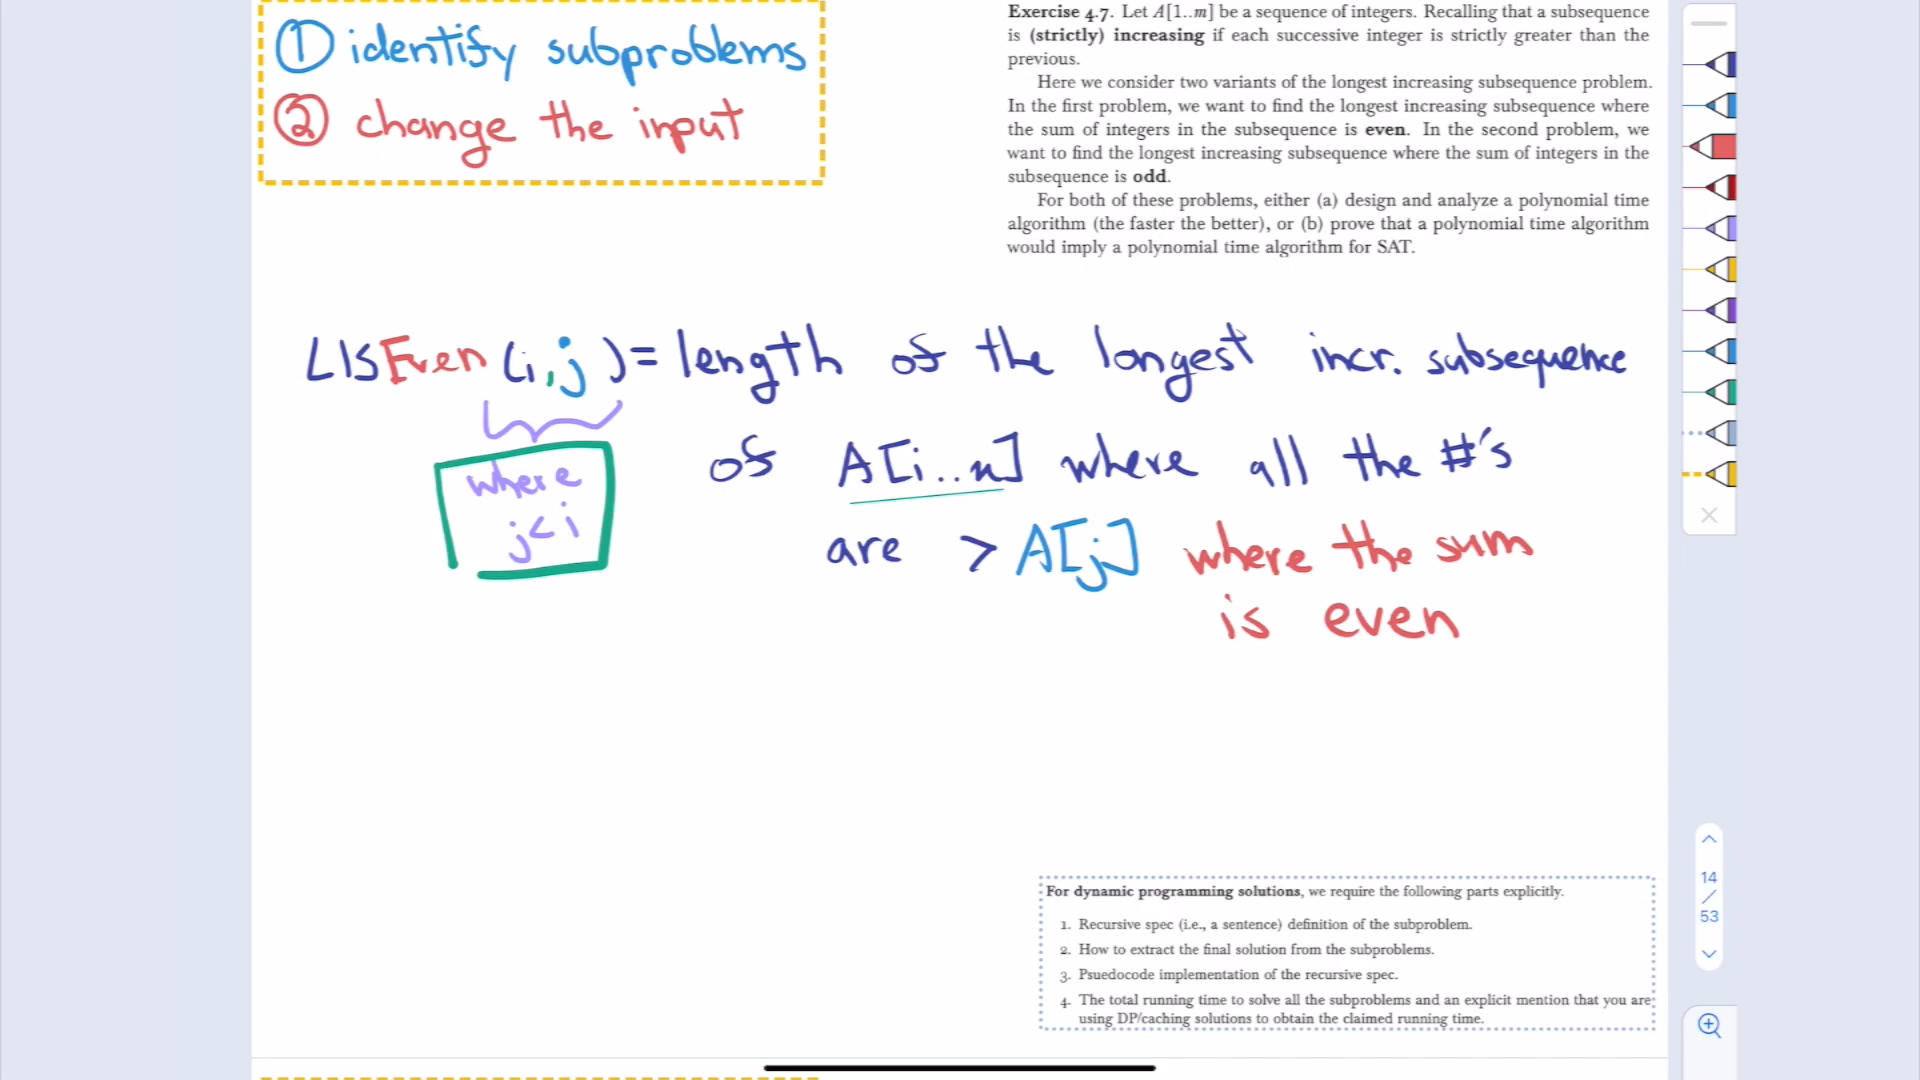 ① identify subproblems
② change the input
Exercise 4.7. Let A[1..m] be a sequence of integers. Recalling that a subsequence
is (strictly) increasing if each successive integer is strictly greater than the
previous.
Here we consider two variants of the longest increasing subsequence problem.
In the first problem, we want to find the longest increasing subsequence where
the sum of integers in the subsequence is even. In the second problem, we
want to find the longest increasing subsequence where the sum of integers in the
subsequence is odd.
For both of these problems, either (a) design and analyze a polynomial time
algorithm (the faster the better), or (b) prove that a polynomial time algorithm
would imply a polynomial time algorithm for SAT.
LISEven (i,j) = length of the longest incr. subsequence
of A[i..n] where all the #'s
are > A[j] where the sum
is even
where
j<i
For dynamic programming solutions, we require the following parts explicitly.
1. Recursive spec (i.e., a sentence) definition of the subproblem.
2. How to extract the final solution from the subproblems.
3. Psuedocode implementation of the recursive spec.
4. The total running time to solve all the subproblems and an explicit mention that you are
using DP/caching solutions to obtain the claimed running time.
14
/
53